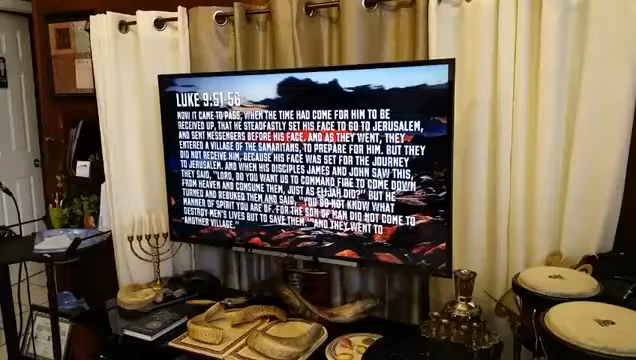 LUKE 9:51-56
NOW IT CAME TO PASS, WHEN THE TIME HAD COME FOR HIM TO BE
RECEIVED UP, THAT HE STEADFASTLY SET HIS FACE TO GO TO JERUSALEM,
AND SENT MESSENGERS BEFORE HIS FACE. AND AS THEY WENT, THEY
ENTERED A VILLAGE OF THE SAMARITANS, TO PREPARE FOR HIM. BUT THEY
DID NOT RECEIVE HIM, BECAUSE HIS FACE WAS SET FOR THE JOURNEY
TO JERUSALEM. AND WHEN HIS DISCIPLES JAMES AND JOHN SAW THIS,
THEY SAID, "LORD, DO YOU WANT US TO COMMAND FIRE TO COME DOWN
FROM HEAVEN AND CONSUME THEM, JUST AS ELIJAH DID?" BUT HE
TURNED AND REBUKED THEM AND SAID, "YOU DO NOT KNOW WHAT
MANNER OF SPIRIT YOU ARE OF. FOR THE SON OF MAN DID NOT COME TO
DESTROY MEN'S LIVES BUT TO SAVE THEM." AND THEY WENT TO
ANOTHER VILLAGE.